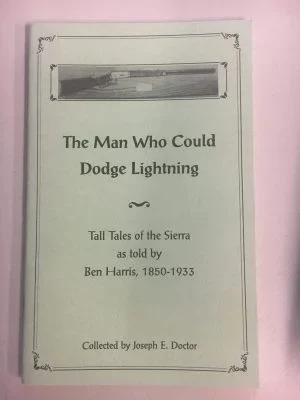 The Man Who Could
Dodge Lightning
Tall Tales of the Sierra
as told by
Ben Harris, 1850-1933
Collected by Joseph E. Doctor